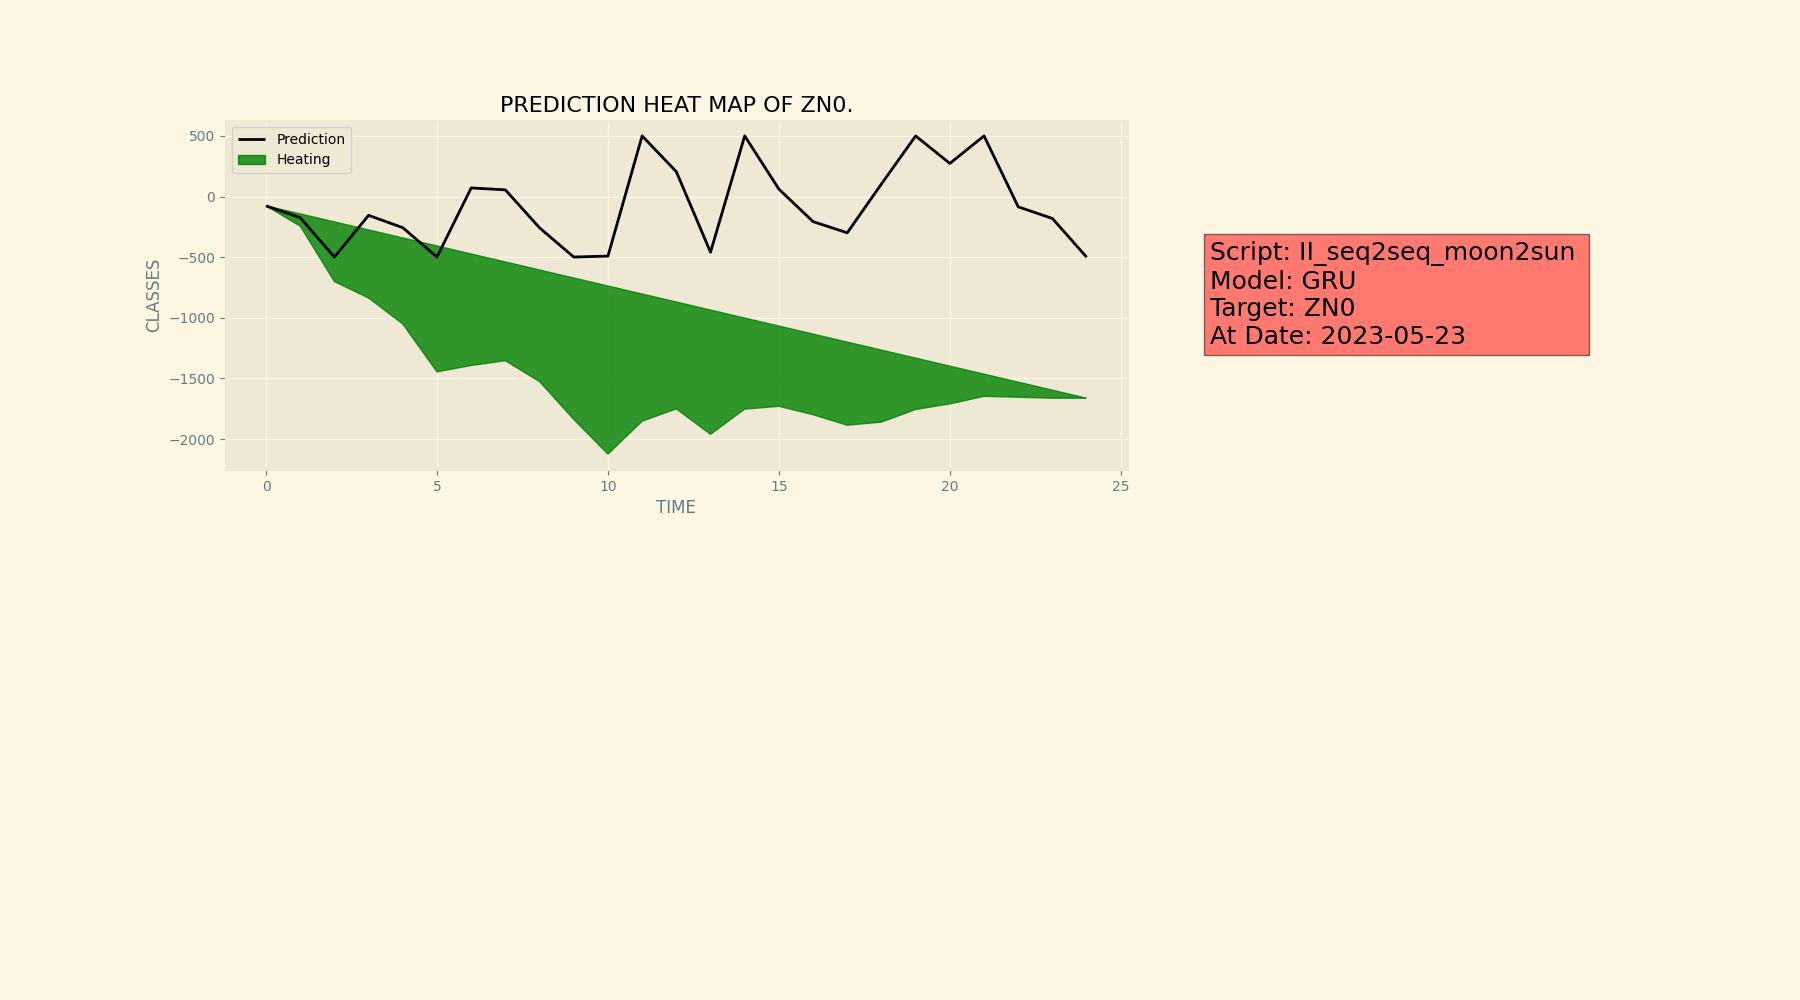 PREDICTION HEAT MAP OF ZN0.
Prediction
Heating
500
0
−500
−1000
−1500
−2000
CLASSES
0 5 10 15 20 25
TIME
Script: II_seq2seq_moon2sun
Model: GRU
Target: ZN0
At Date: 2023-05-23